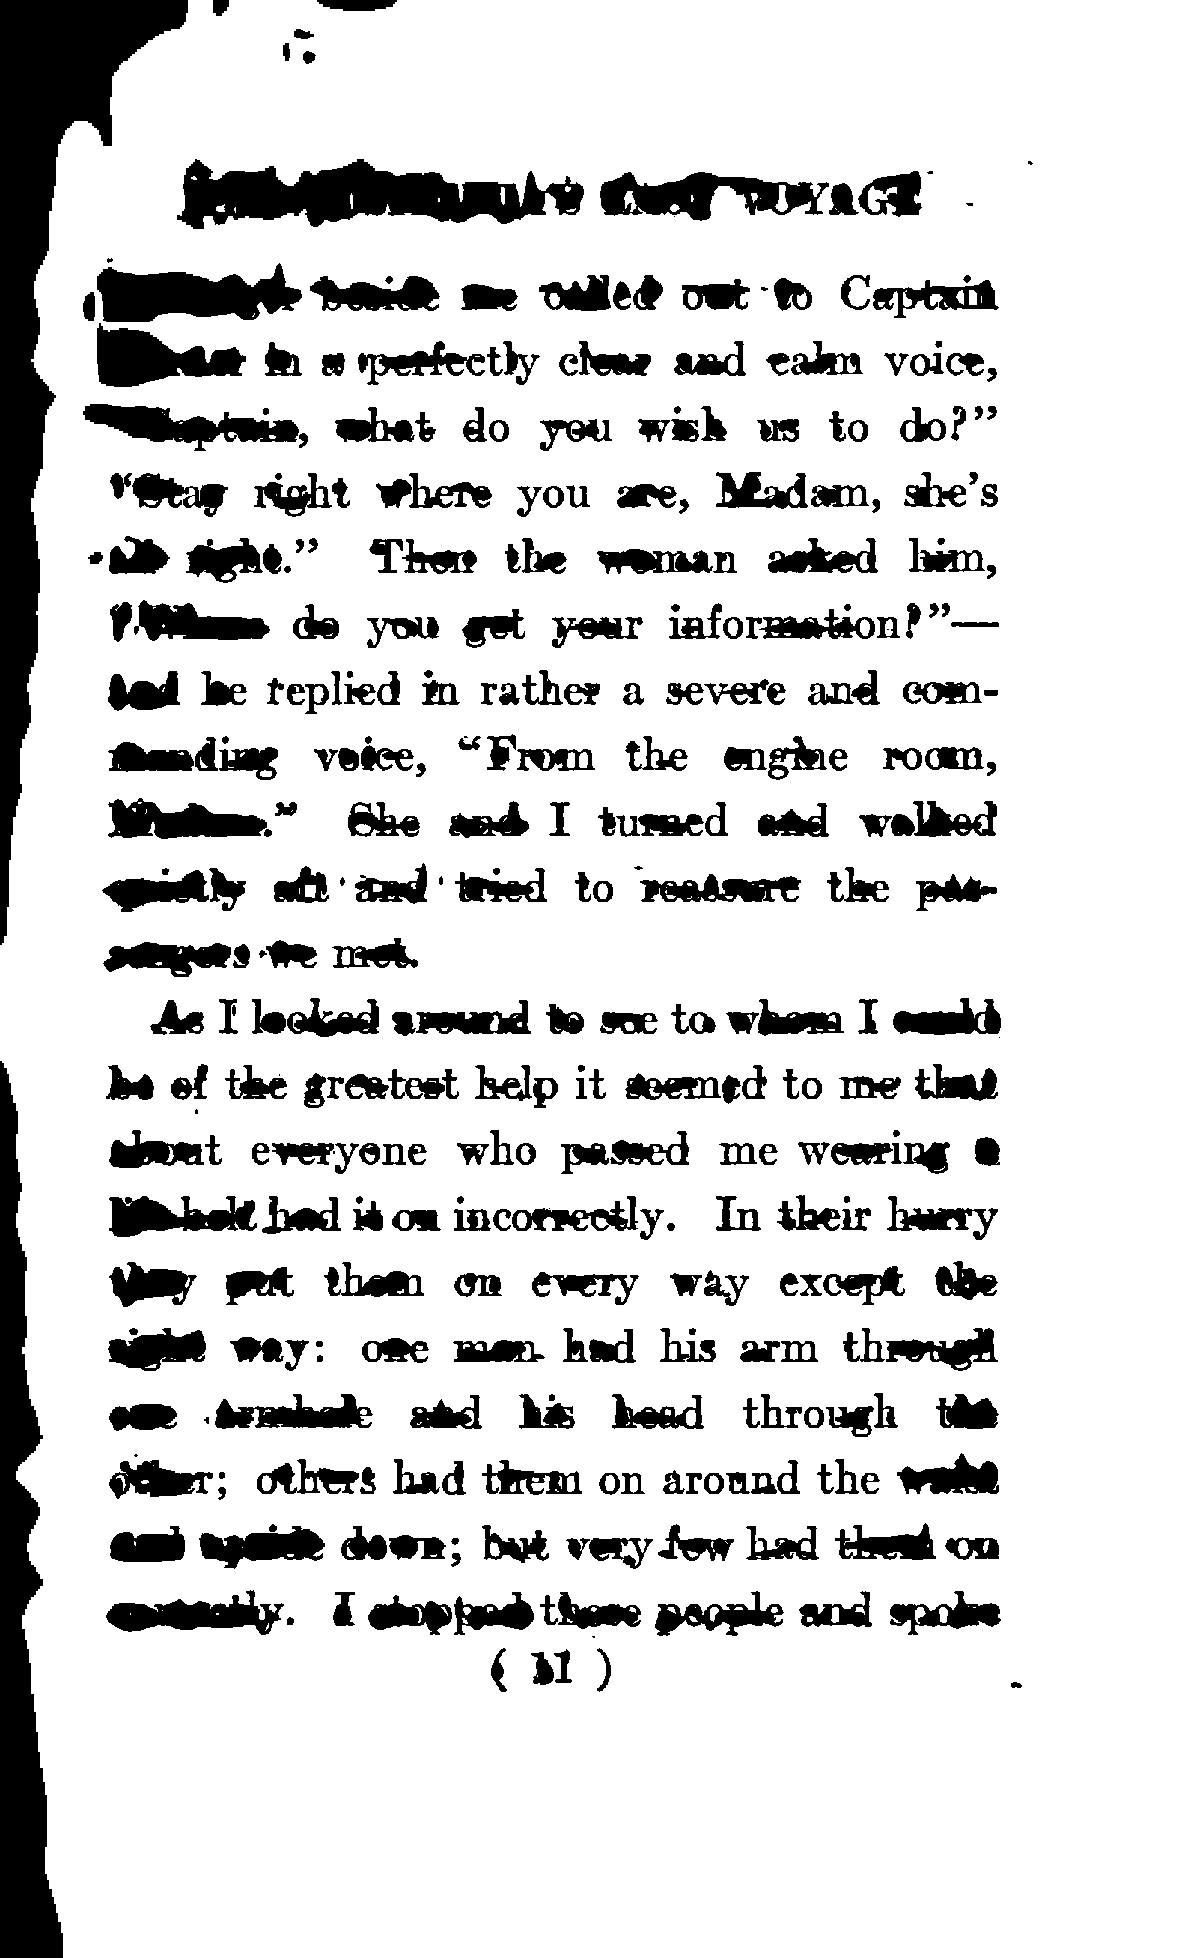 VOYAGE
beside me called out to Captain
in a perfectly clear and calm voice,
Captain, what do you wish us to do?”
“Stay right where you are, Madam, she’s
all right.” Then the woman asked him,
“Where do you get your information?”—
and he replied in rather a severe and com-
manding voice, “From the engine room,
Madam.” She and I turned and walked
quietly aft and tried to reassure the pas-
sengers we met.
As I looked around to see to whom I could
be of the greatest help it seemed to me that
about everyone who passed me wearing a
life belt had it on incorrectly. In their hurry
they put them on every way except the
right way: one man had his arm through
one armhole and his head through the
other; others had them on around the waist
and upside down; but very few had them on
correctly. I stopped these people and spoke
( 11 )